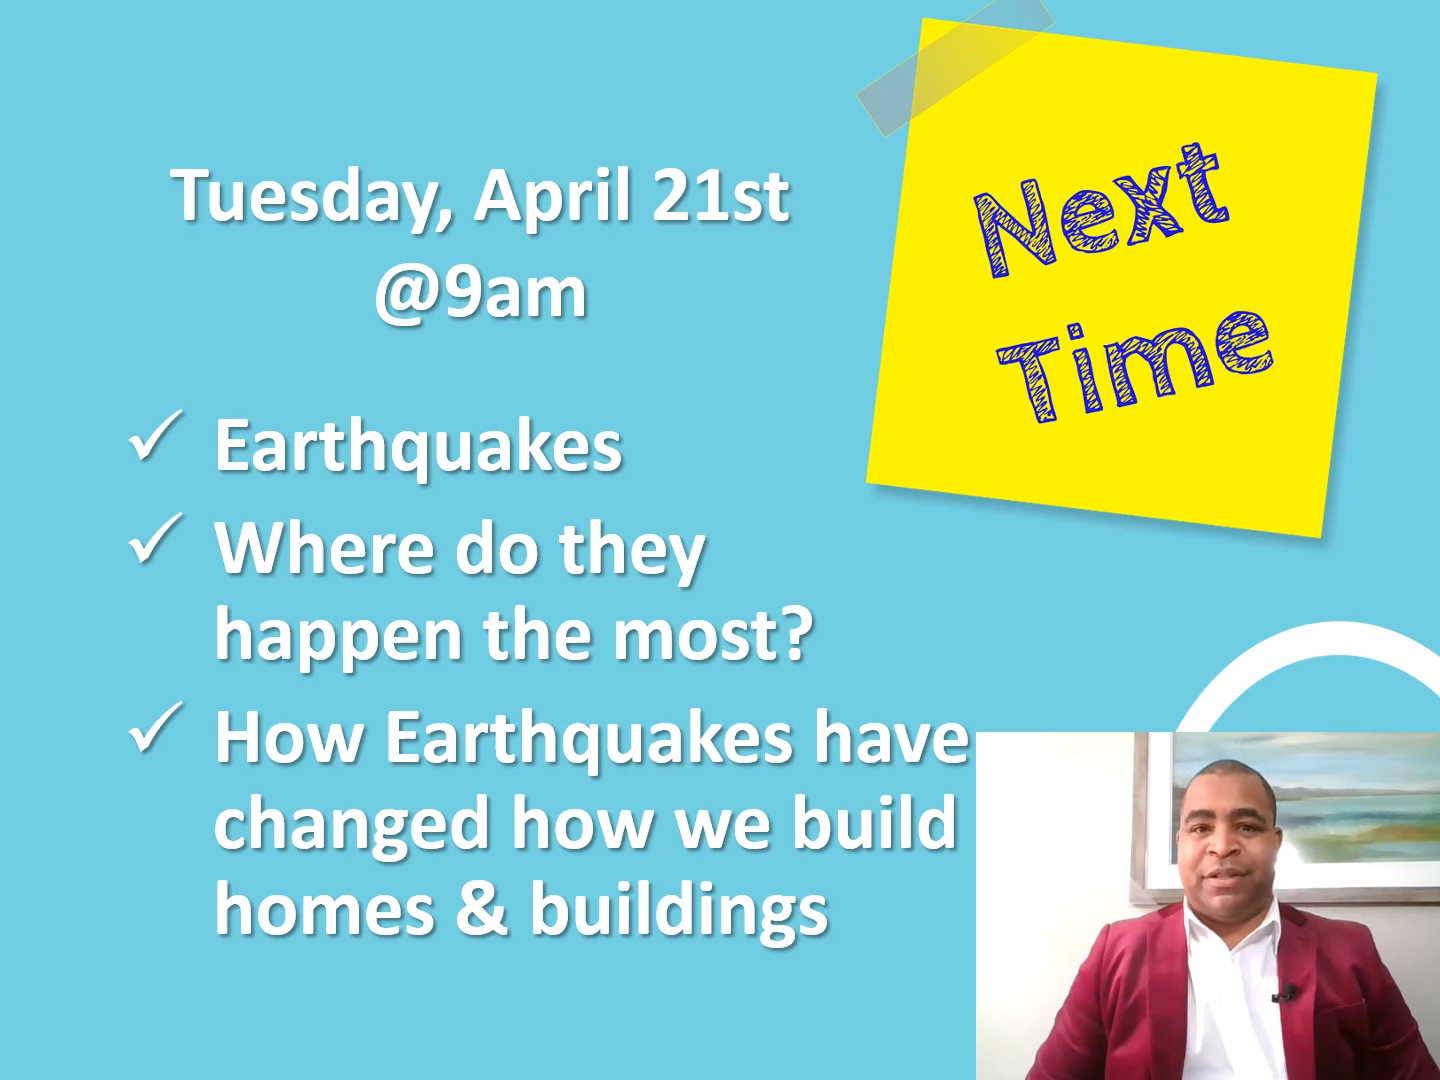 Tuesday, April 21st
@9am
Next
Time
✓ Earthquakes
✓ Where do they
happen the most?
✓ How Earthquakes have
changed how we build
homes & buildings